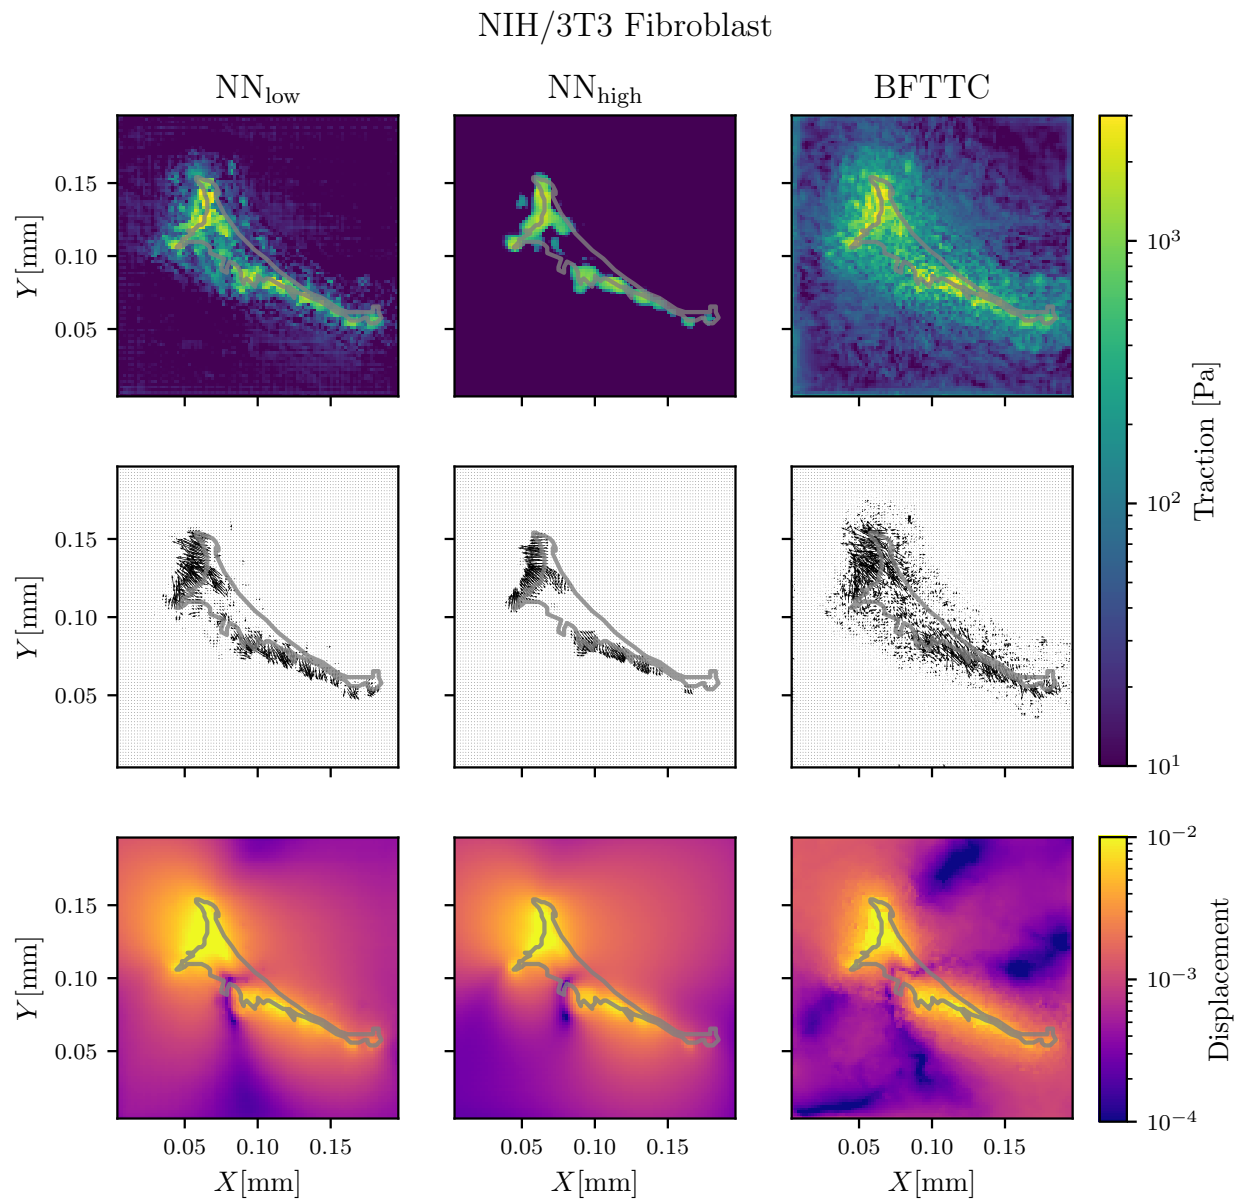 NIH/3T3 Fibroblast
NN_low NN_high BFTTC
0.15
0.10
0.05
Y[mm]
10³
10²
10¹
Traction [Pa]
0.15
0.10
0.05
Y[mm]
0.15
0.10
0.05
Y[mm]
10⁻²
10⁻³
10⁻⁴
Displacement
0.05 0.10 0.15 0.05 0.10 0.15 0.05 0.10 0.15
X[mm] X[mm] X[mm]